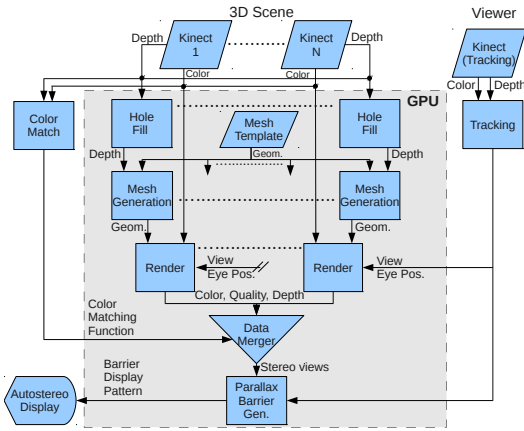 3D Scene
Viewer
Depth
Kinect
1
Kinect
N
Depth
Kinect
(Tracking)
Color
Color
Color
Depth
GPU
Color
Match
Hole
Fill
Mesh
Template
Hole
Fill
Tracking
Depth
Geom.
Depth
Mesh
Generation
Mesh
Generation
Geom.
Geom.
Render
View
Eye Pos.
Render
View
Eye Pos.
Color, Quality, Depth
Color
Matching
Function
Data
Merger
Stereo views
Barrier
Display
Pattern
Autostereo
Display
Parallax
Barrier
Gen.